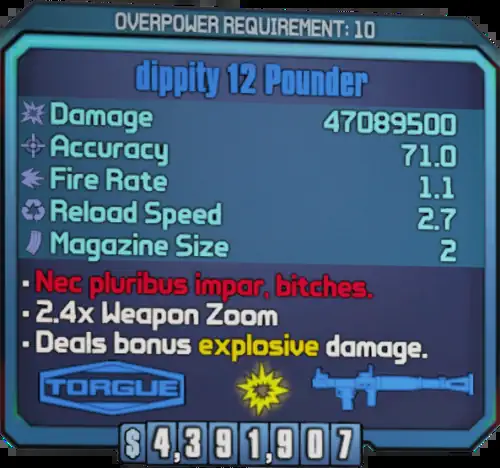 OVERPOWER REQUIREMENT: 10
dippity 12 Pounder
Damage 47089500
Accuracy 71.0
Fire Rate 1.1
Reload Speed 2.7
Magazine Size 2
• Nec pluribus impar, bitches.
• 2.4x Weapon Zoom
• Deals bonus explosive damage.
TORGUE
$ 4,391,907